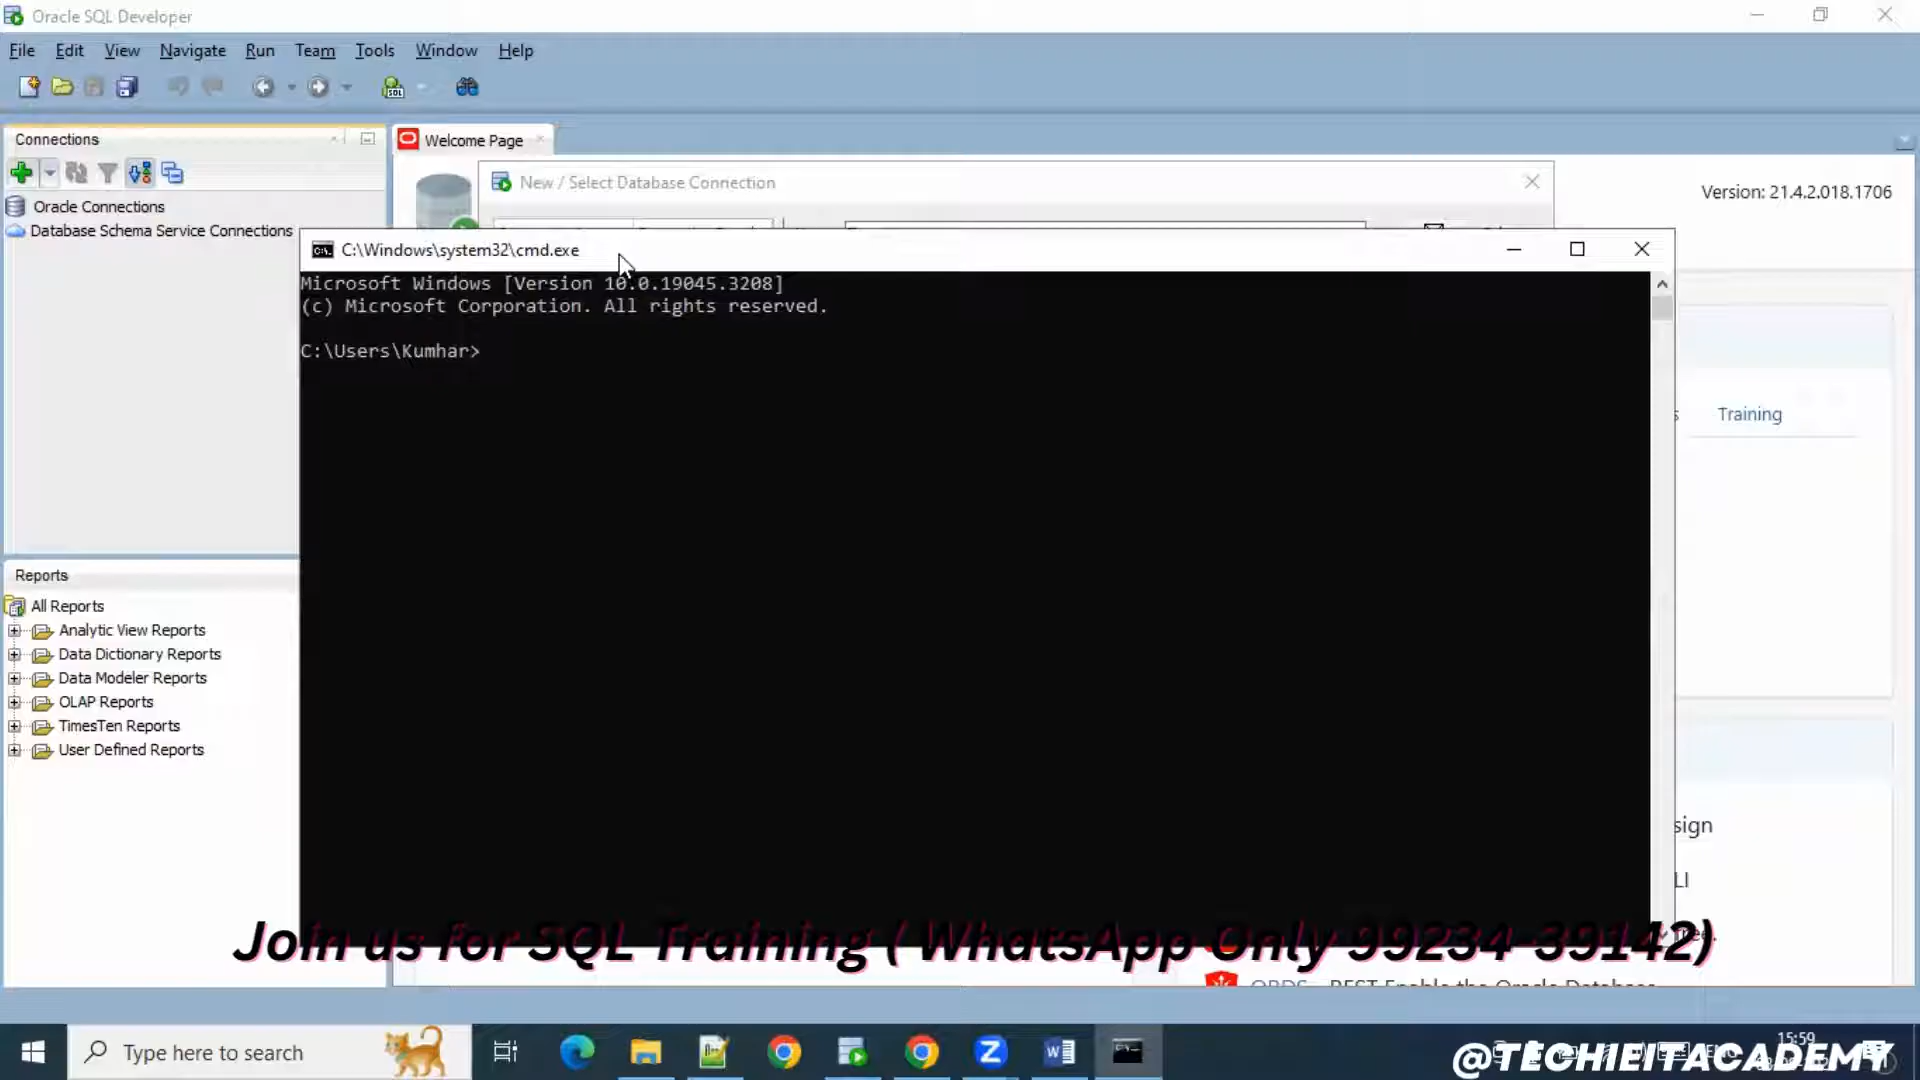 Oracle SQL Developer
File Edit View Navigate Run Team Tools Window Help
Connections
Welcome Page
New / Select Database Connection
Version: 21.4.2.018.1706
Oracle Connections
Database Schema Service Connections
C:\Windows\system32\cmd.exe
Microsoft Windows [Version 10.0.19045.3208]
(c) Microsoft Corporation. All rights reserved.
C:\Users\Kumhar>
Training
Reports
All Reports
Analytic View Reports
Data Dictionary Reports
Data Modeler Reports
OLAP Reports
TimesTen Reports
User Defined Reports
sign
LI
Join us for SQL Training ( WhatsApp Only 99234-39142)
Type here to search
15:59
@TECHIEITACADEMY